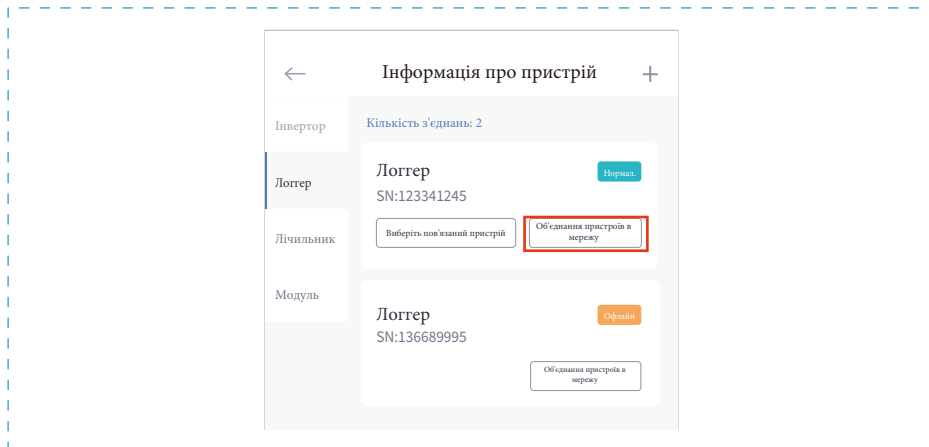 Інформація про пристрій
Інвертор
Кількість з'єднань: 2
Логгер
Логгер
Нормал.
SN:123341245
Лічильник
Виберіть пов'язаний пристрій
Об'єднання пристроїв в
мережу
Модуль
Логгер
Офлайн
SN:136689995
Об'єднання пристроїв в
мережу